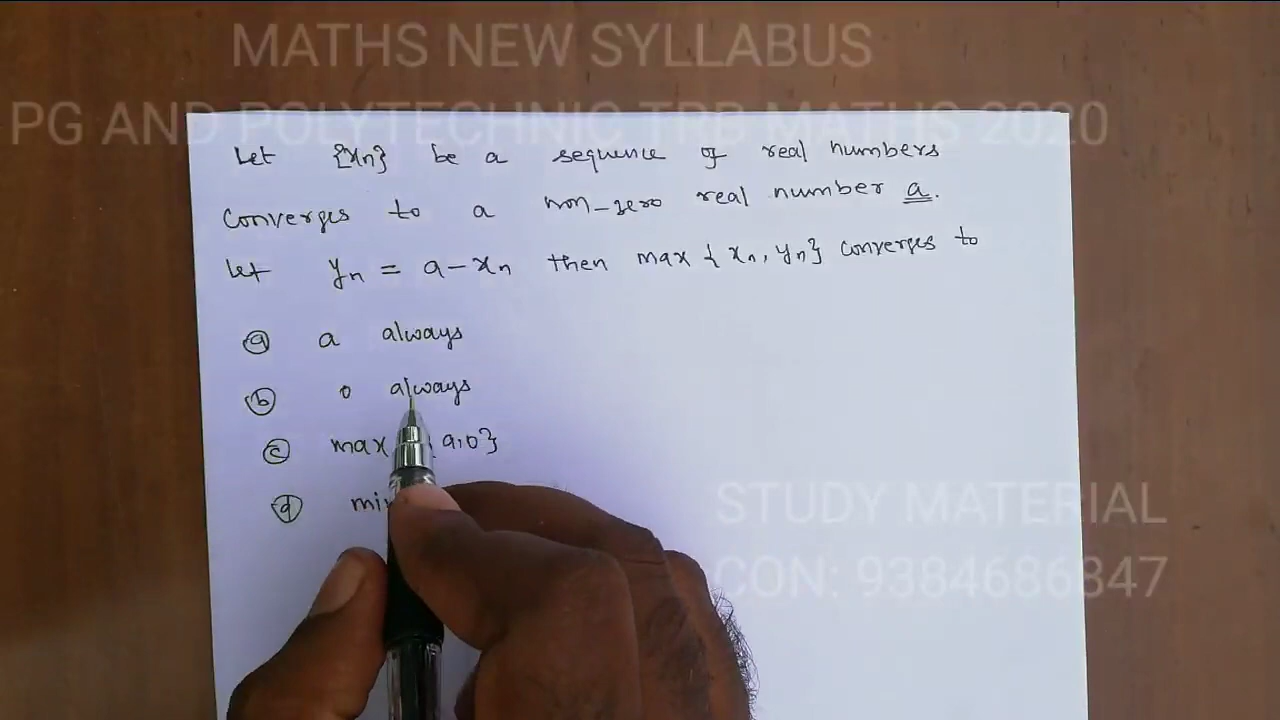 MATHS NEW SYLLABUS
PG AND POLYTECHNIC TRB MATHS 2020
Let {xn} be a sequence of real numbers
Converges to a non-zero real number a.
let yn = a - xn then max { xn, yn} converges to
(a) a always
(b) 0 always
(c) max {a,0}
(d)
STUDY MATERIAL
CON: 9384686847